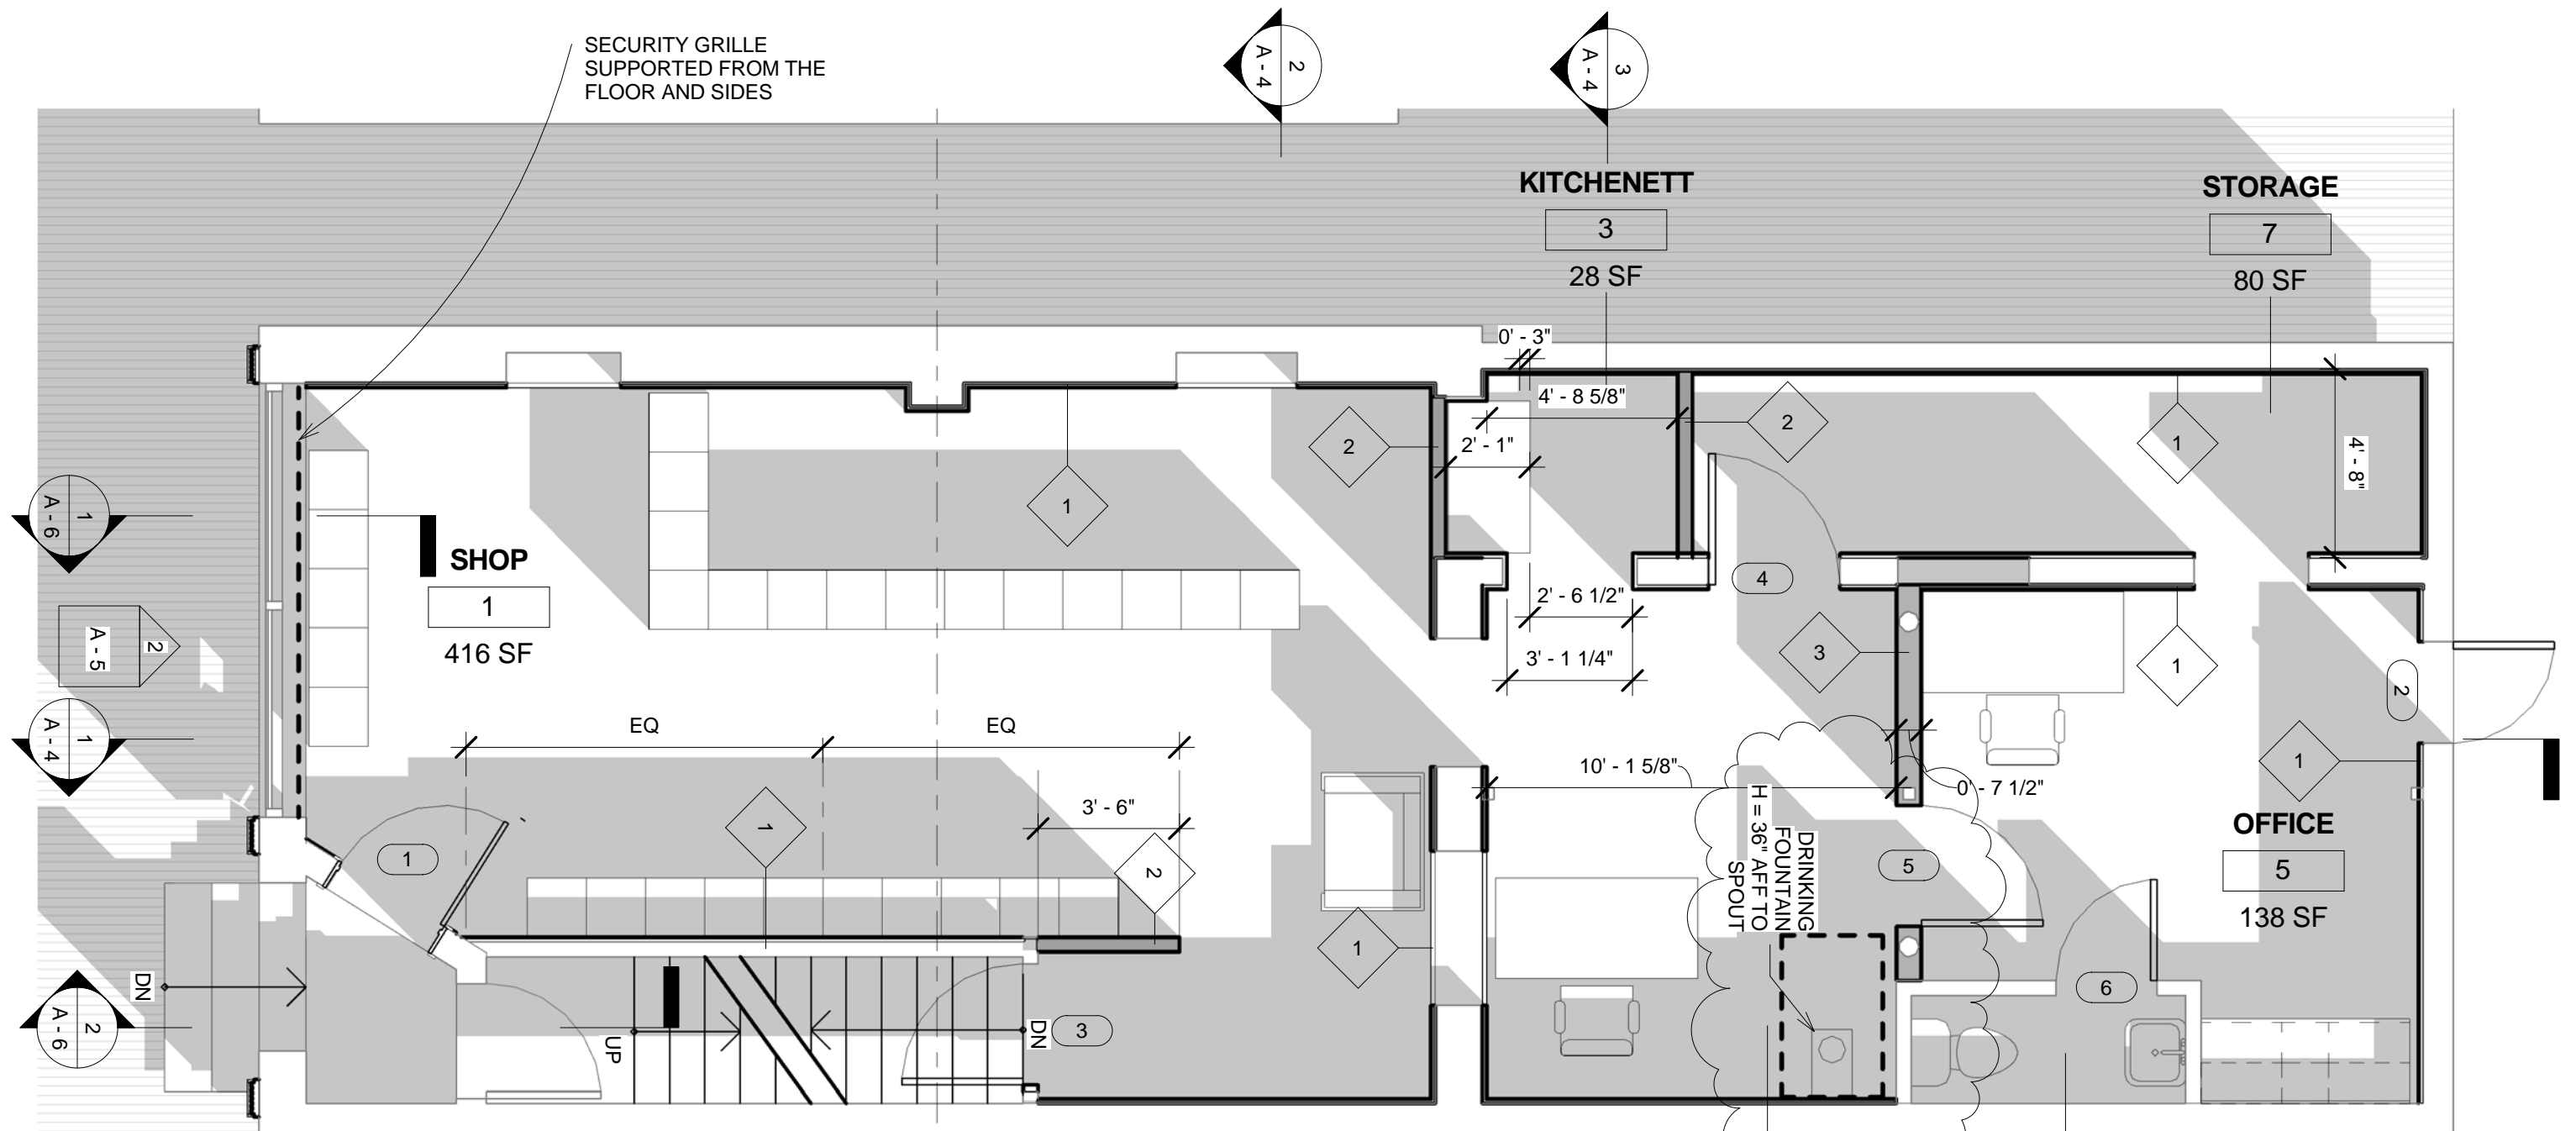 SECURITY GRILLE
SUPPORTED FROM THE
FLOOR AND SIDES
2
A - 4
3
A - 4
KITCHENETT
3
28 SF
STORAGE
7
80 SF
0' - 3"
4' - 8 5/8"
2
2' - 1"
2
1
4' - 8"
1
1
A - 6
SHOP
1
416 SF
4
2' - 6 1/2"
3' - 1 1/4"
3
1
2
A - 5
2
1
A - 4
EQ
EQ
10' - 1 5/8"
0' - 7 1/2"
1
3' - 6"
1
2
1
DRINKING
FOUNTAIN
H = 36" AFF TO
SPOUT
5
OFFICE
5
138 SF
1
DN
2
A - 6
UP
DN
3
6